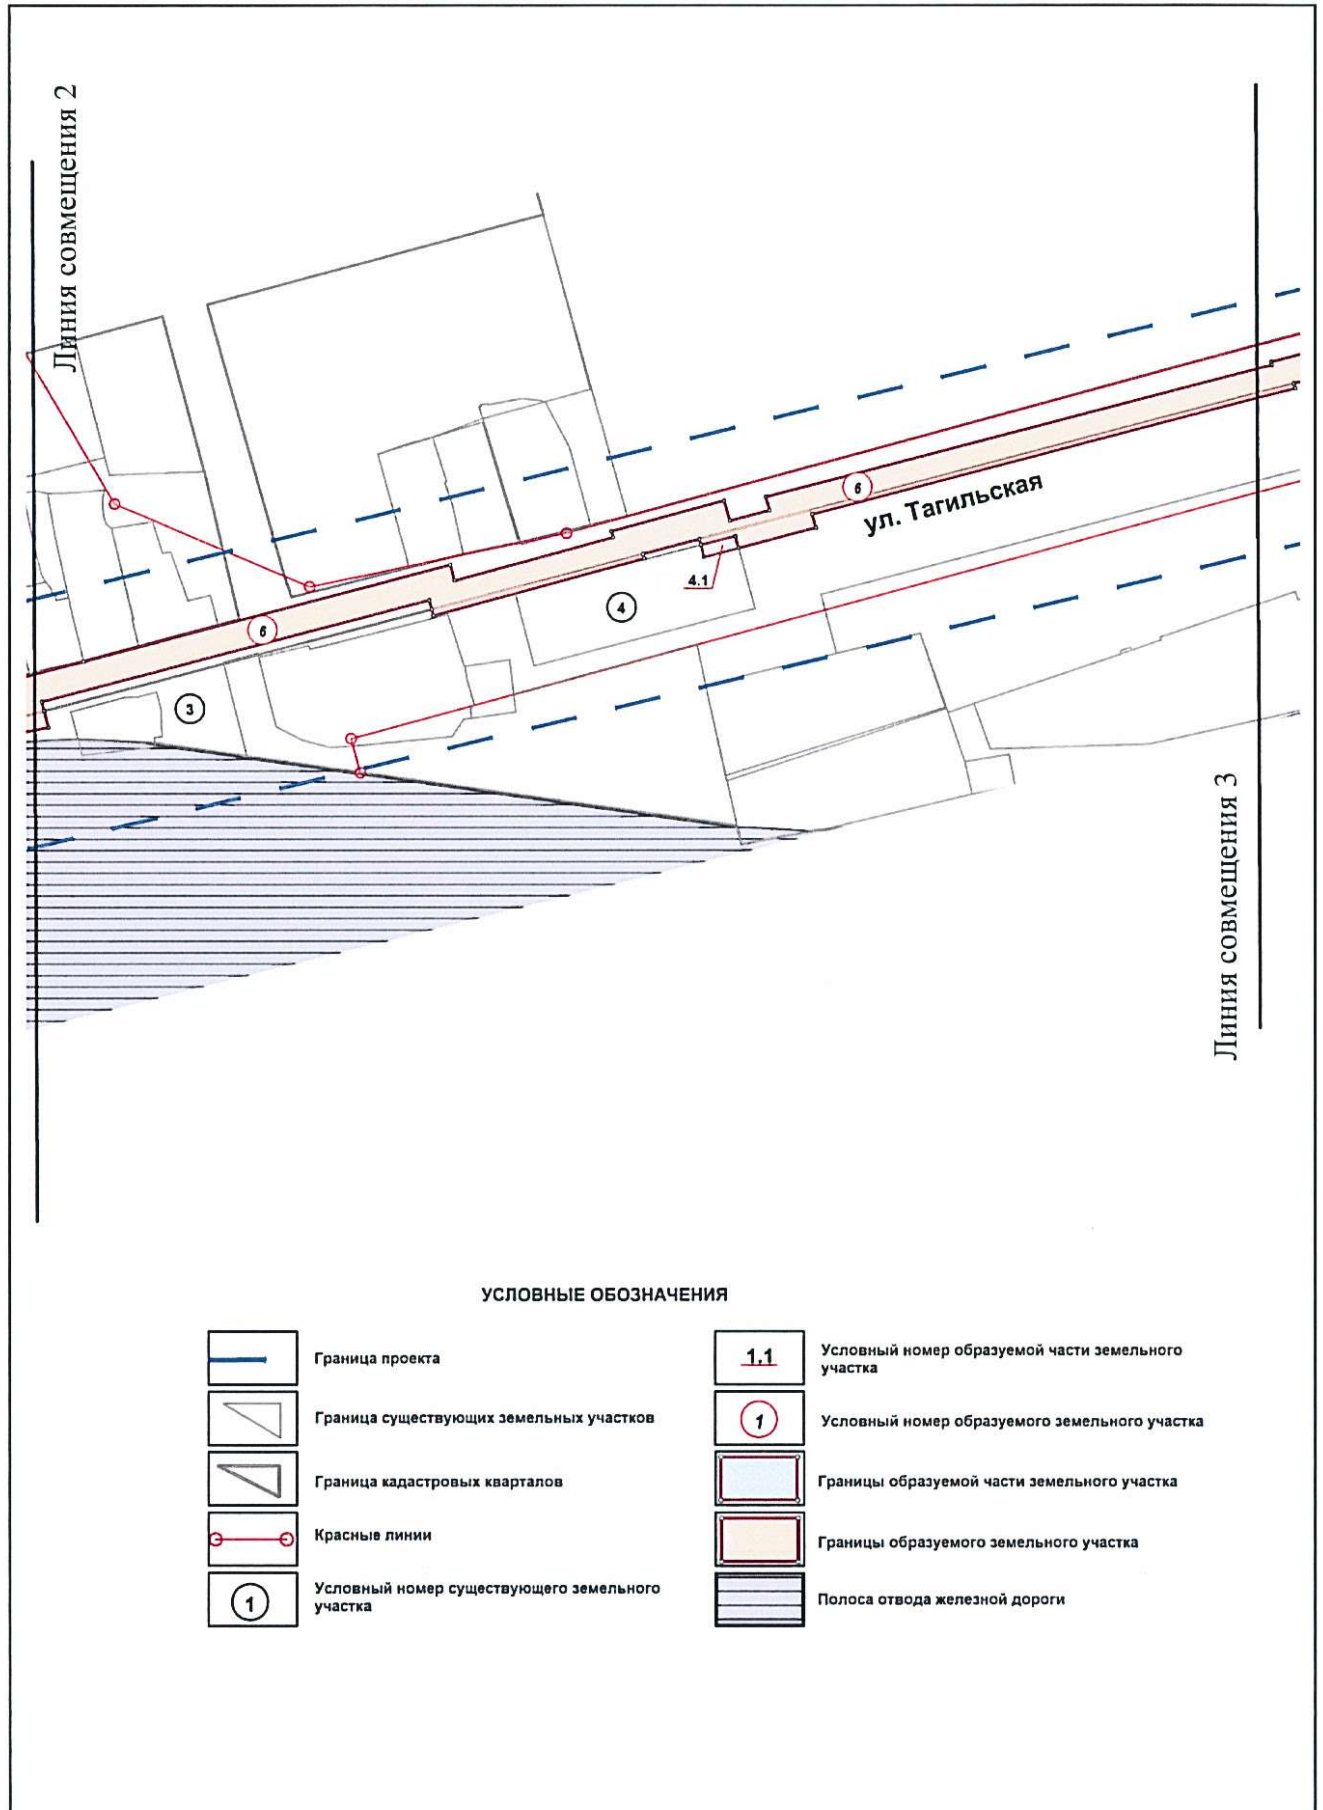 Линия совмещения 2
6
ул. Тагильская
4.1
4
6
3
Линия совмещения 3
УСЛОВНЫЕ ОБОЗНАЧЕНИЯ
Граница проекта
Граница существующих земельных участков
Граница кадастровых кварталов
Красные линии
1
Условный номер существующего земельного
участка
1.1
Условный номер образуемой части земельного
участка
1
Условный номер образуемого земельного участка
Границы образуемой части земельного участка
Границы образуемого земельного участка
Полоса отвода железной дороги